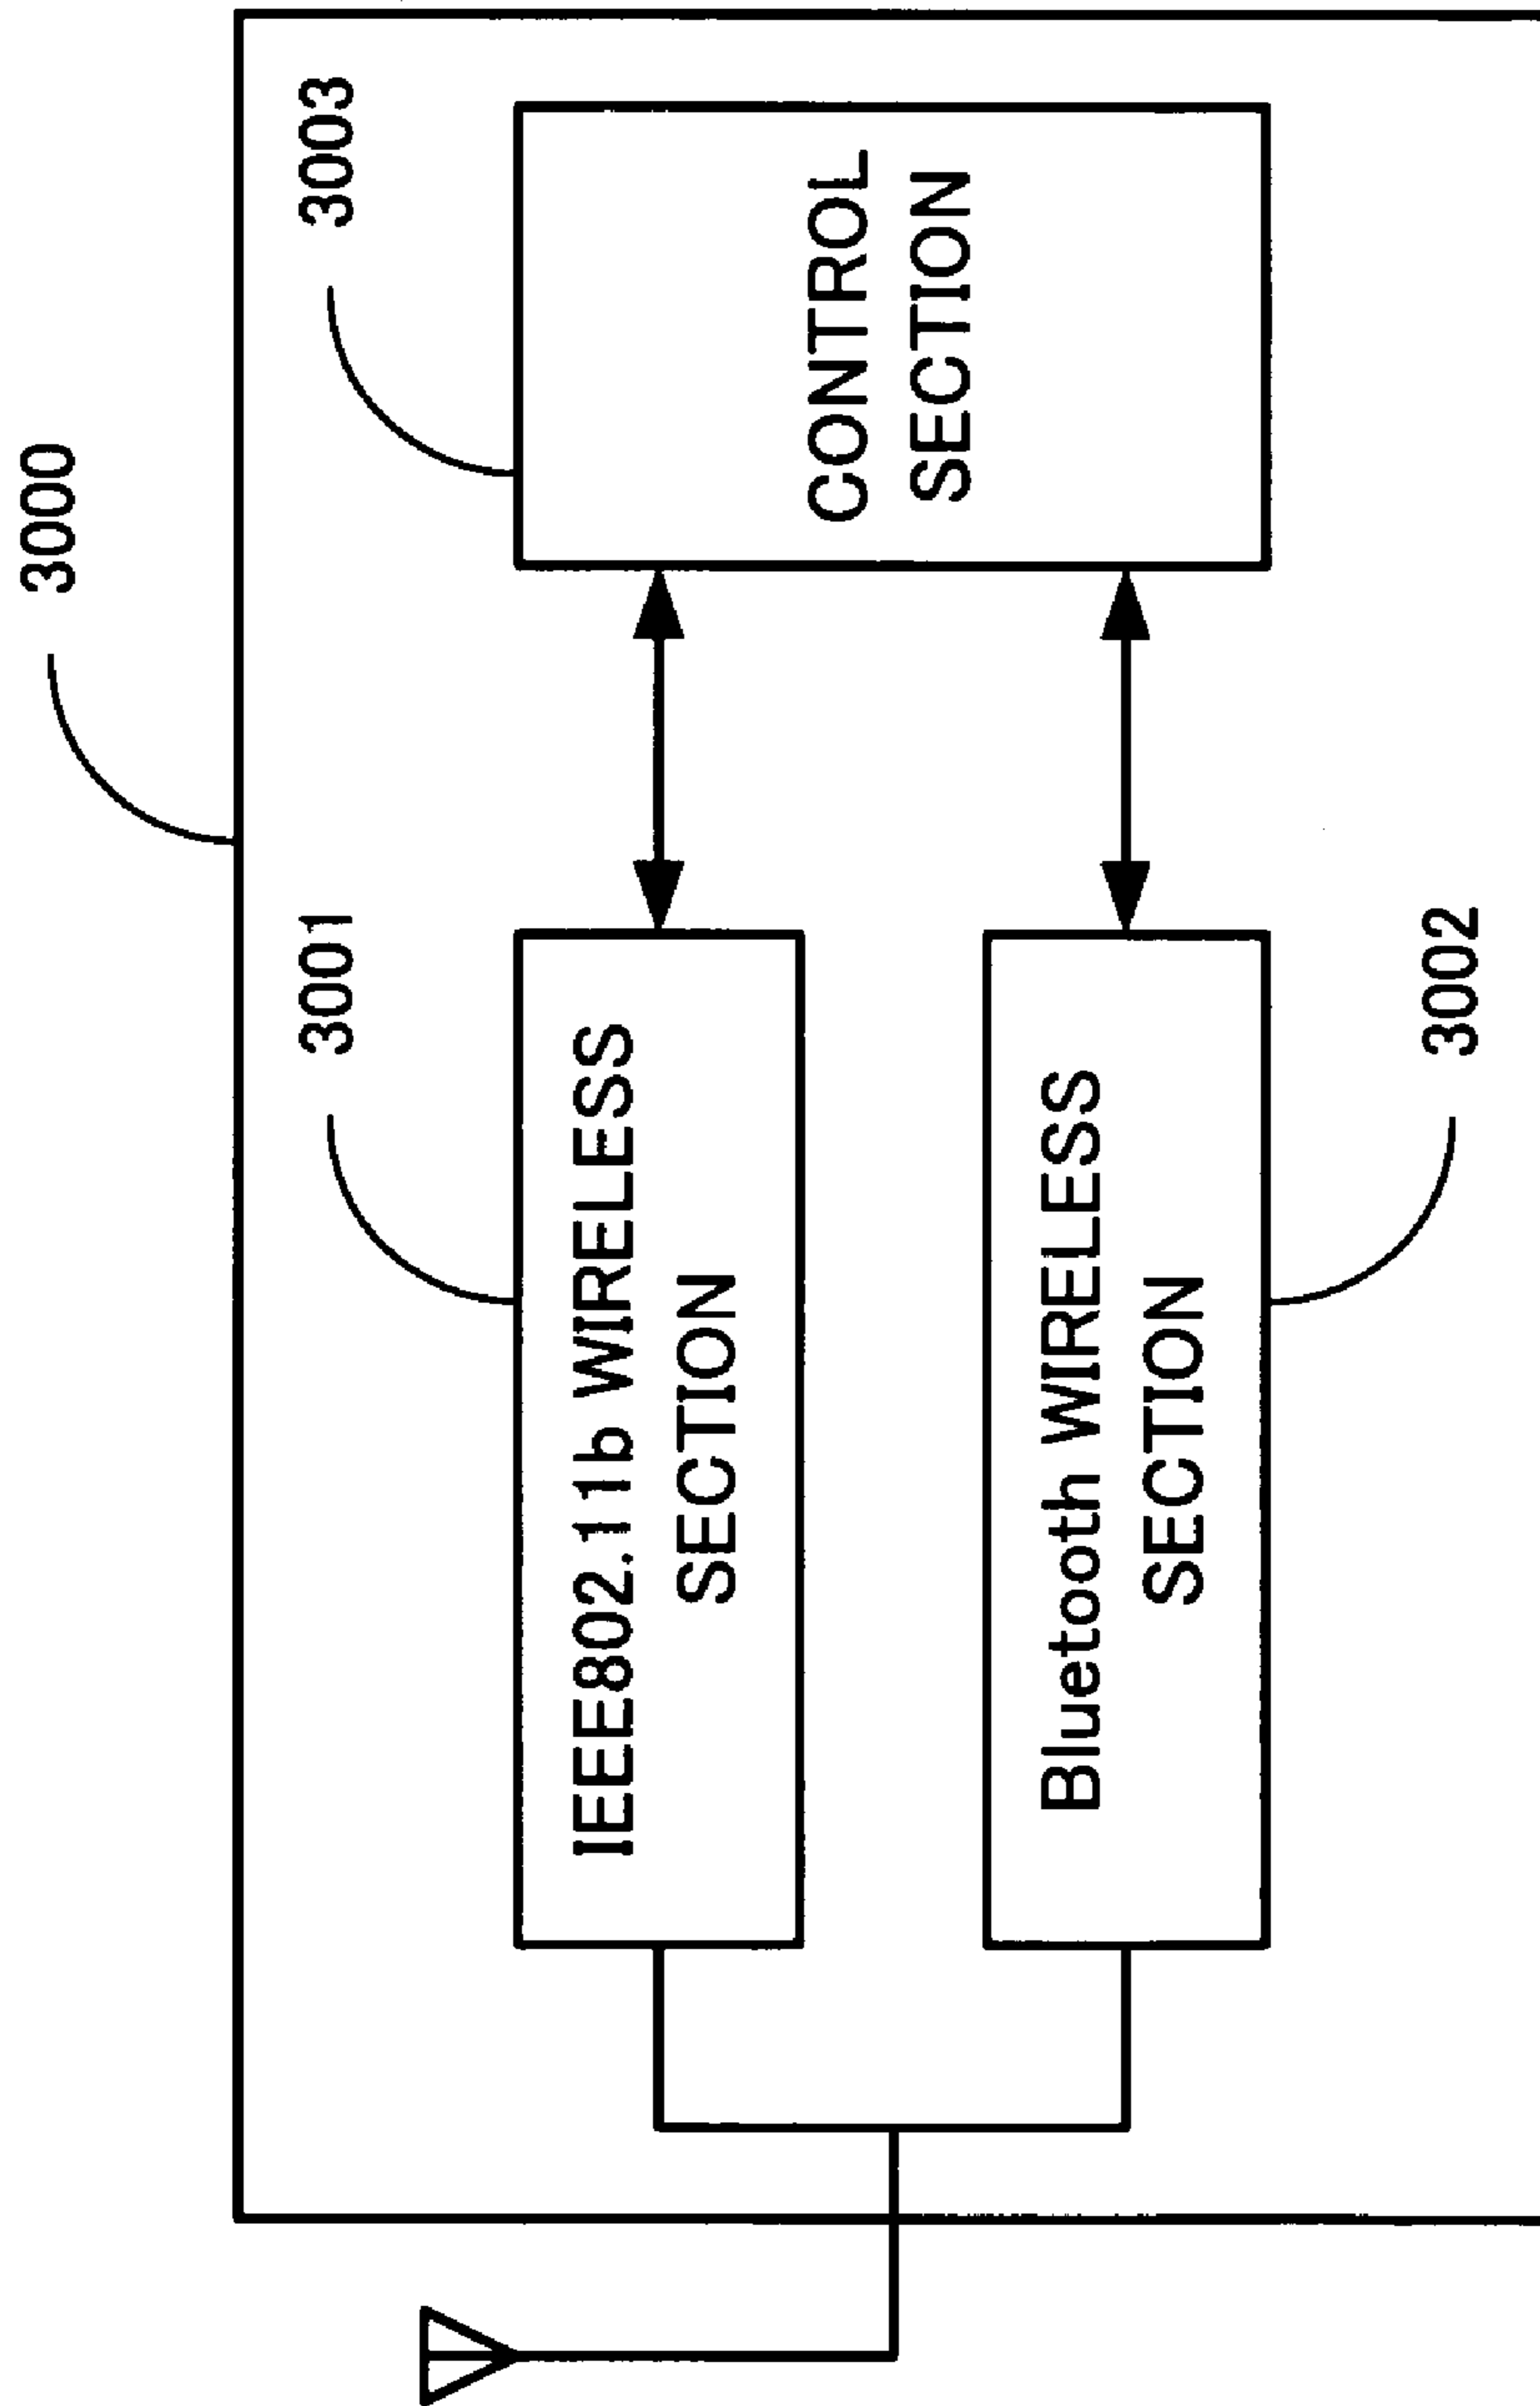 3000
3001
3003
IEEE802.11b WIRELESS
SECTION
CONTROL
SECTION
Bluetooth WIRELESS
SECTION
3002